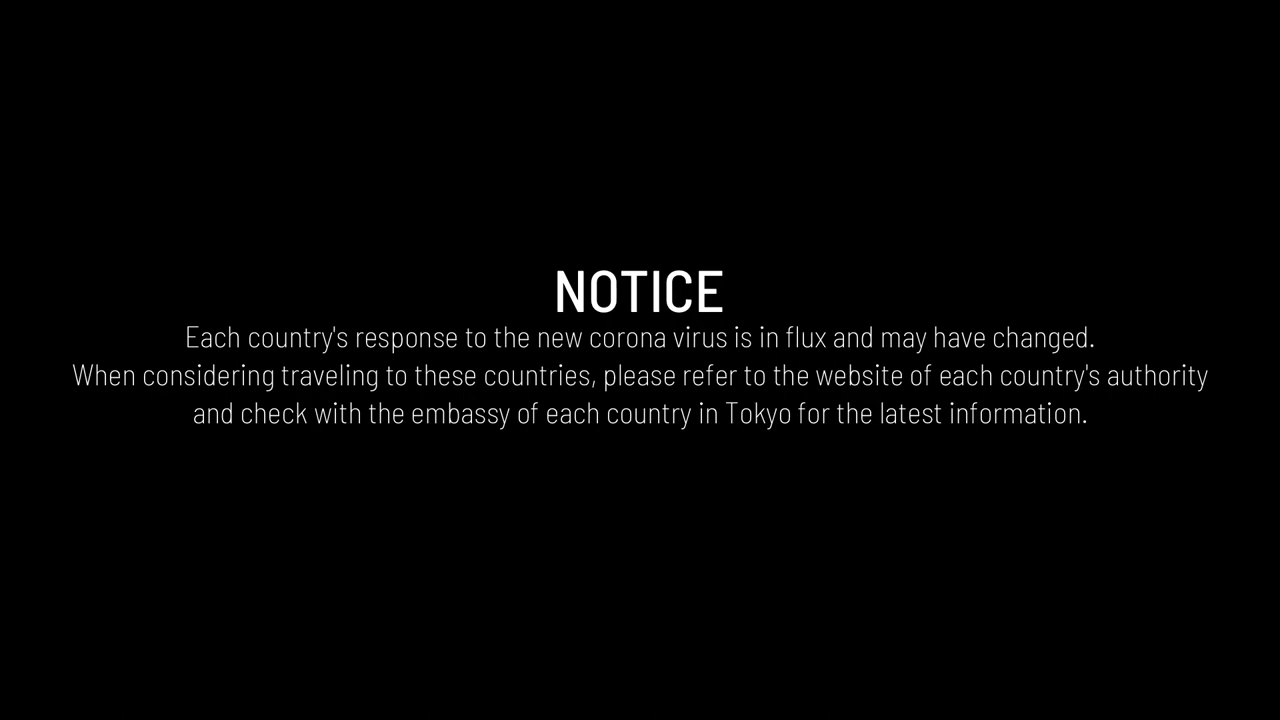 NOTICE
Each country's response to the new corona virus is in flux and may have changed.
When considering traveling to these countries, please refer to the website of each country's authority
and check with the embassy of each country in Tokyo for the latest information.